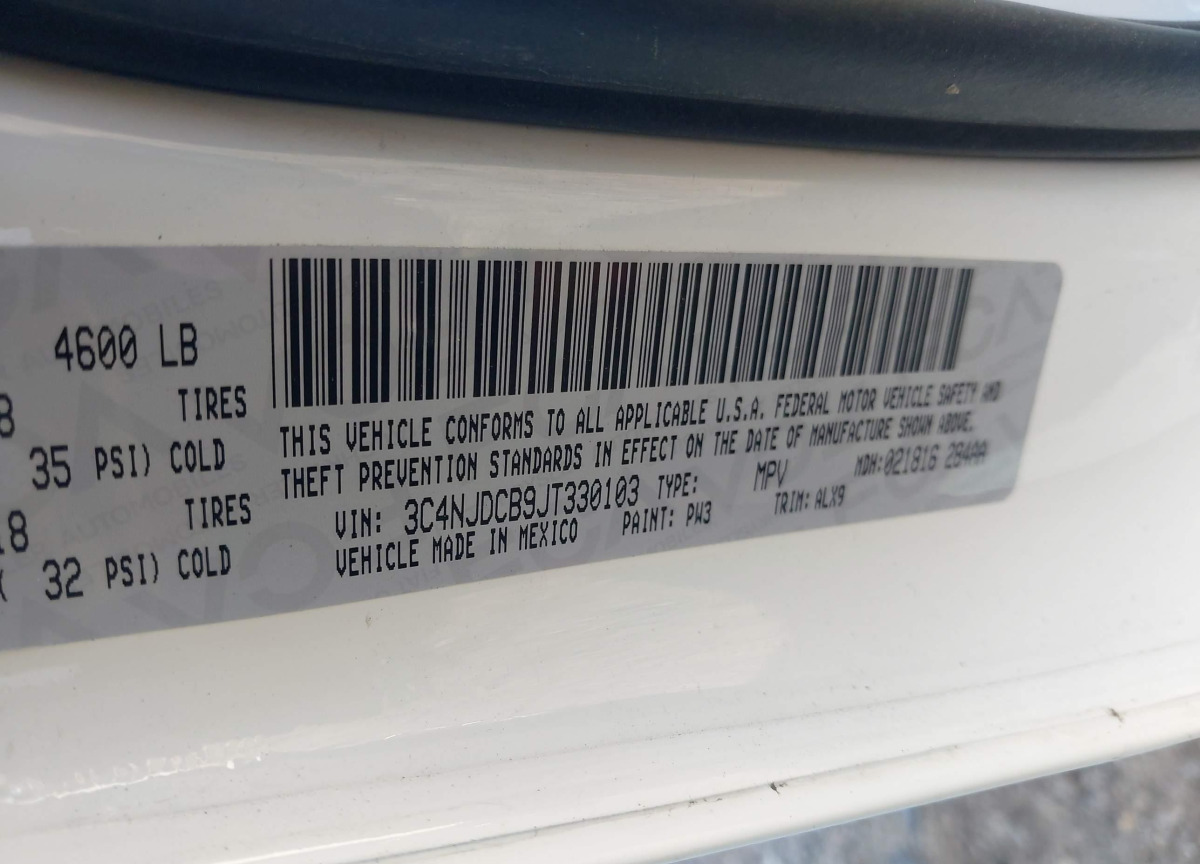 4600 LB
8 TIRES
35 PSI) COLD
18 TIRES
32 PSI) COLD
THIS VEHICLE CONFORMS TO ALL APPLICABLE U.S.A. FEDERAL MOTOR VEHICLE SAFETY AND
THEFT PREVENTION STANDARDS IN EFFECT ON THE DATE OF MANUFACTURE SHOWN ABOVE.
VIN: 3C4NJDCB9JT330103 TYPE: MPV MDH:021816 284AA
VEHICLE MADE IN MEXICO PAINT: PW3 TRIM: ALX9